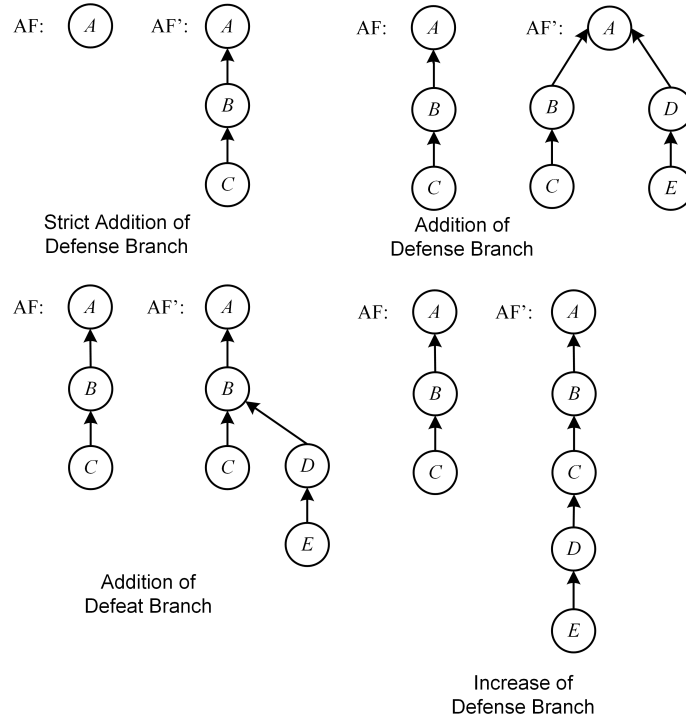 AF: A AF’: A
B
C
Strict Addition of
Defense Branch
AF: A AF’: A
B B D
C C E
Addition of
Defense Branch
AF: A AF’: A
B B
C C D
E
Addition of
Defeat Branch
AF: A AF’: A
B B
C C
D
E
Increase of
Defense Branch